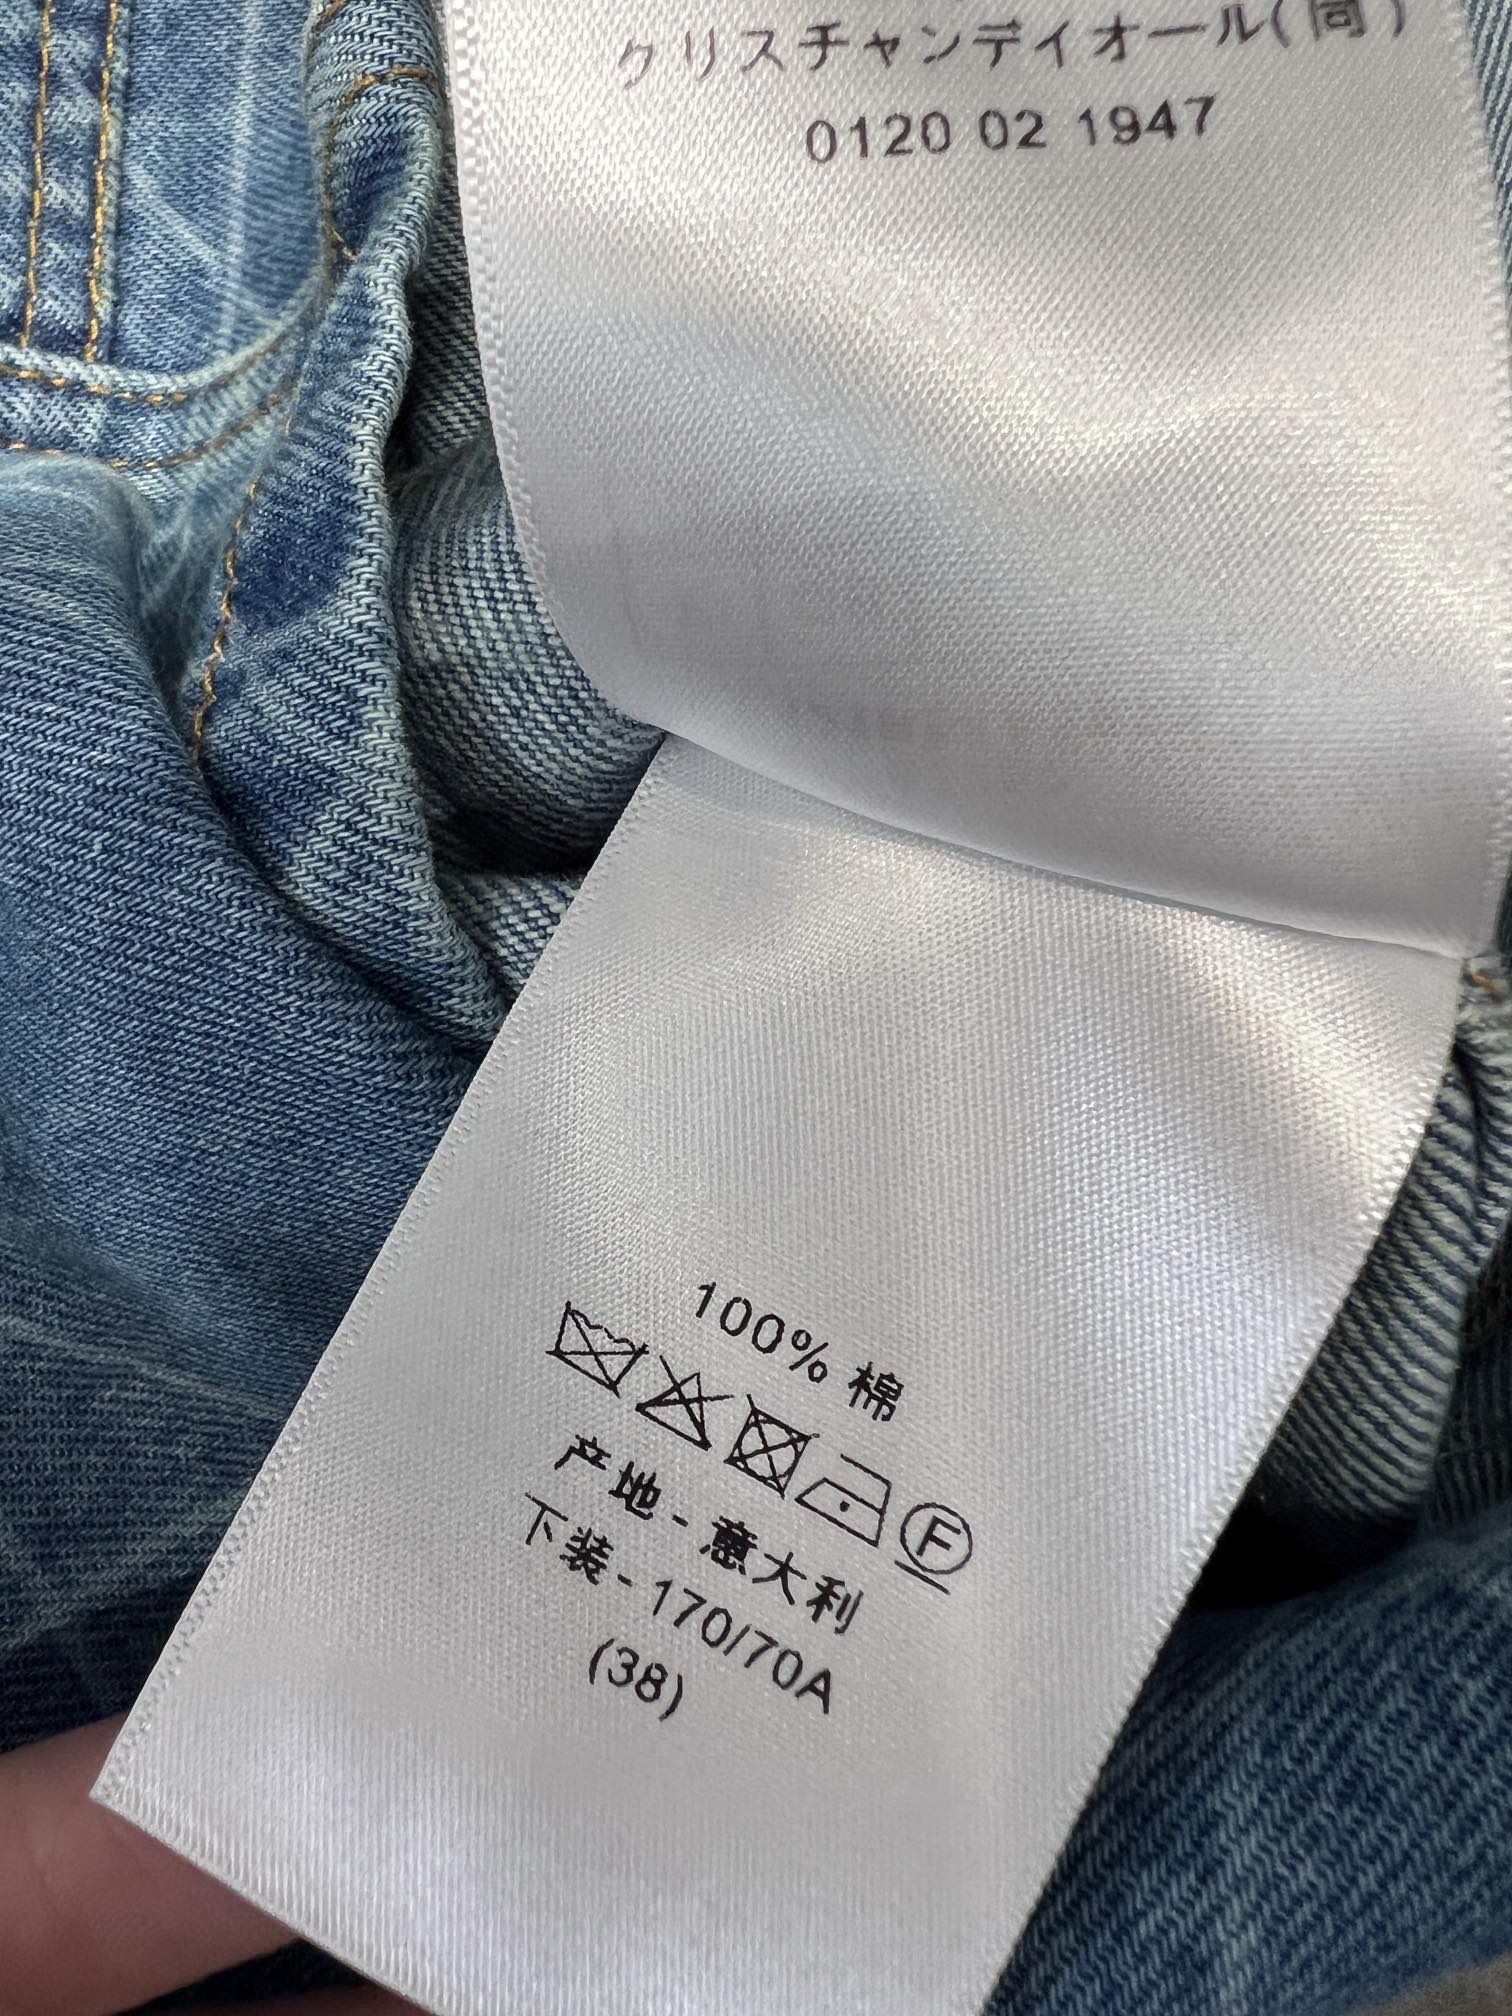 クリスチャンディオール(同)
0120 02 1947
100% 棉
F
产地-意大利
下装-170/70A
(38)